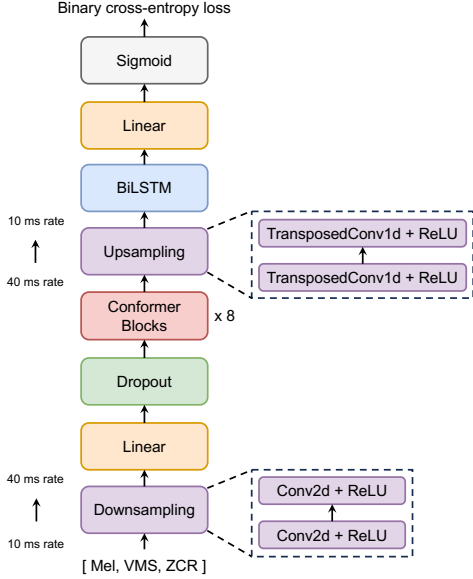 Binary cross-entropy loss
Sigmoid
Linear
BiLSTM
10 ms rate
Upsampling
40 ms rate
TransposedConv1d + ReLU
TransposedConv1d + ReLU
Conformer
Blocks
x 8
Dropout
Linear
40 ms rate
Downsampling
10 ms rate
Conv2d + ReLU
Conv2d + ReLU
[ Mel, VMS, ZCR ]